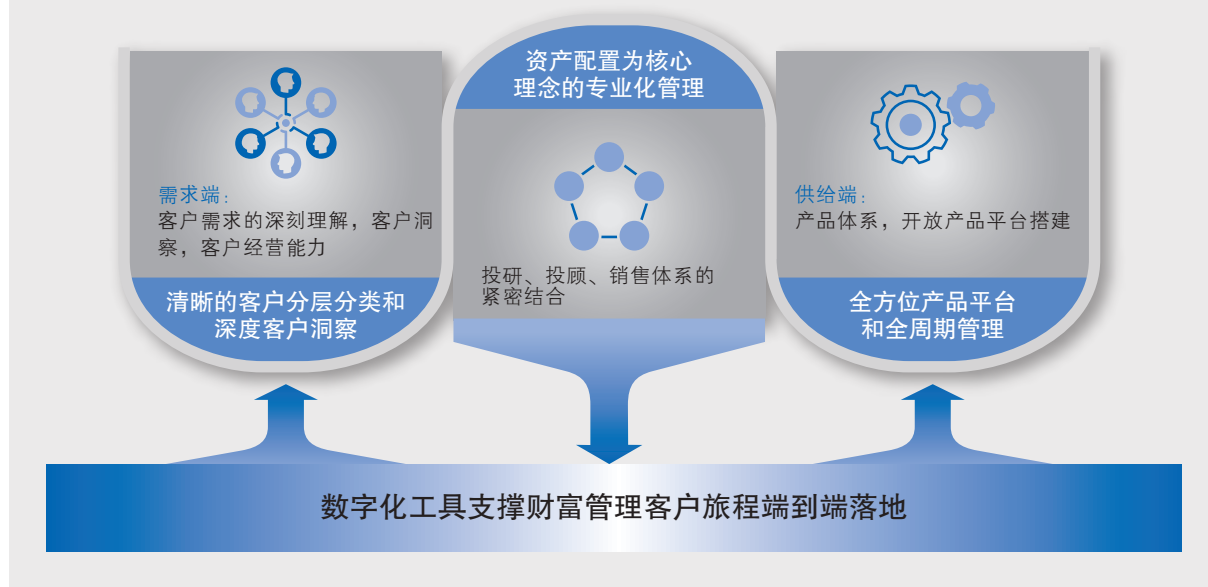 需求端：
客户需求的深刻理解，客户洞
察，客户经营能力
清晰的客户分层分类和
深度客户洞察
资产配置为核心
理念的专业化管理
投研、投顾、销售体系的
紧密结合
供给端：
产品体系，开放产品平台搭建
全方位产品平台
和全周期管理
数字化工具支撑财富管理客户旅程端到端落地